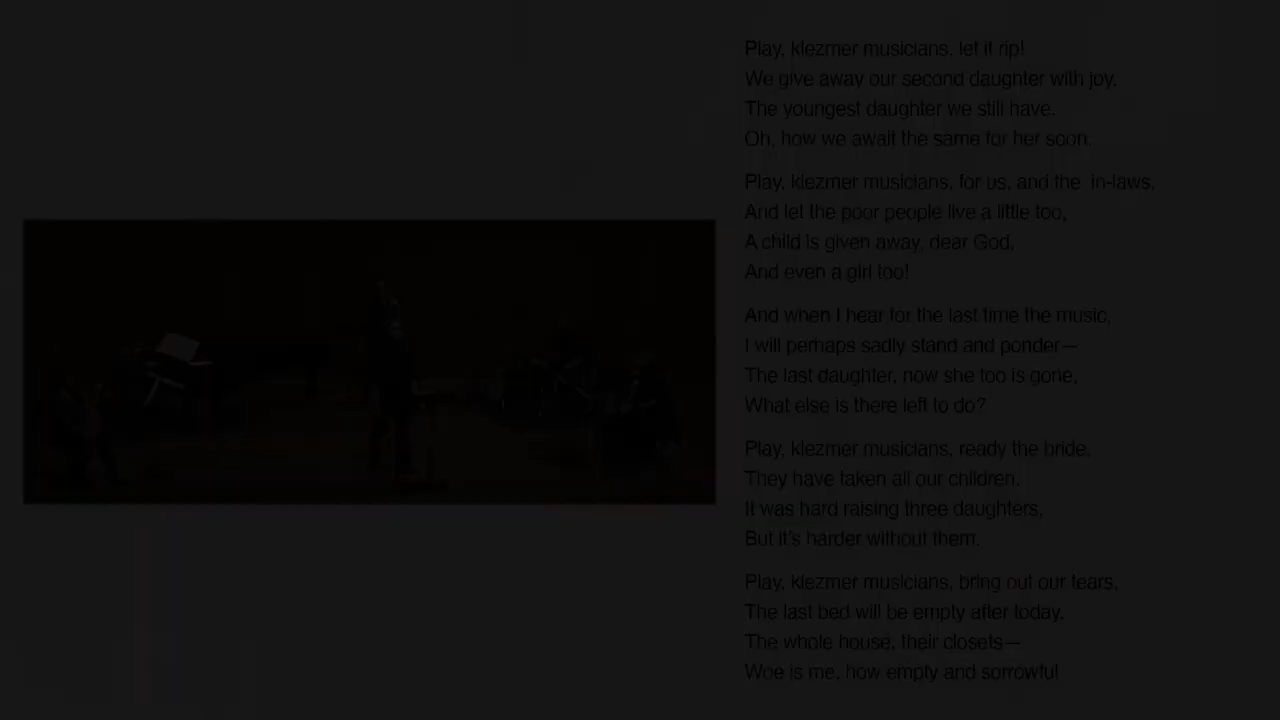 Play, klezmer musicians, let it rip!
We give away our second daughter with joy.
The youngest daughter we still have.
Oh, how we await the same for her soon.
Play, klezmer musicians, for us, and the in-laws,
And let the poor people live a little too,
A child is given away, dear God,
And even a girl too!
And when I hear for the last time the music,
I will perhaps sadly stand and ponder—
The last daughter, now she too is gone,
What else is there left to do?
Play, klezmer musicians, ready the bride.
They have taken all our children.
It was hard raising three daughters,
But it's harder without them.
Play, klezmer musicians, bring out our tears,
The last bed will be empty after today.
The whole house, their closets—
Woe is me, how empty and sorrowful